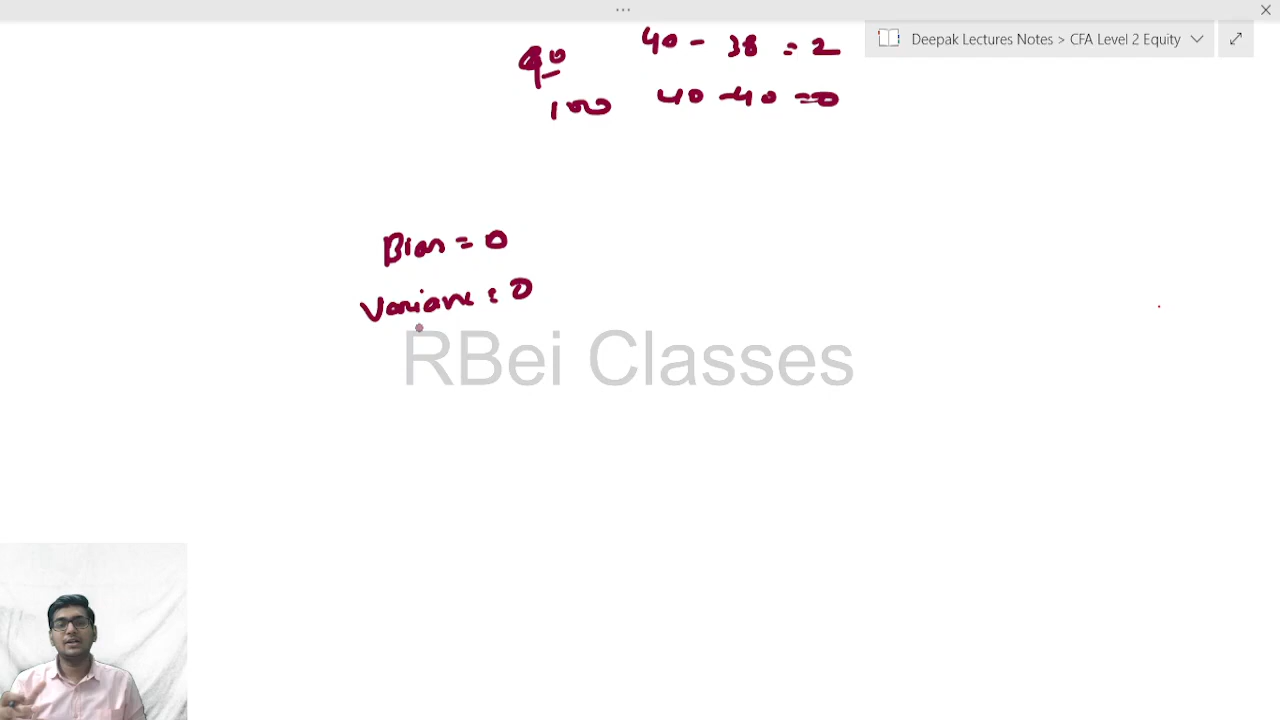 Deepak Lectures Notes > CFA Level 2 Equity
90 40 - 38 = 2
100 40 - 40 = 0
Bias = 0
Variance = 0
RBei Classes